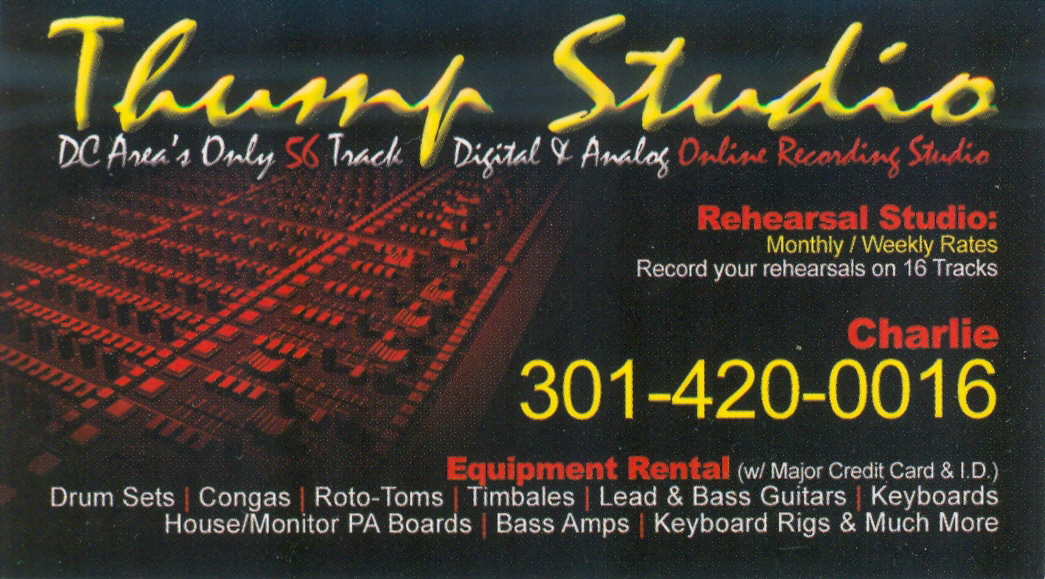 Thump Studio
DC Area's Only 56 Track Digital & Analog Online Recording Studio
Rehearsal Studio:
Monthly / Weekly Rates
Record your rehearsals on 16 Tracks
Charlie
301-420-0016
Equipment Rental (w/ Major Credit Card & I.D.)
Drum Sets | Congas | Roto-Toms | Timbales | Lead & Bass Guitars | Keyboards
House/Monitor PA Boards | Bass Amps | Keyboard Rigs & Much More